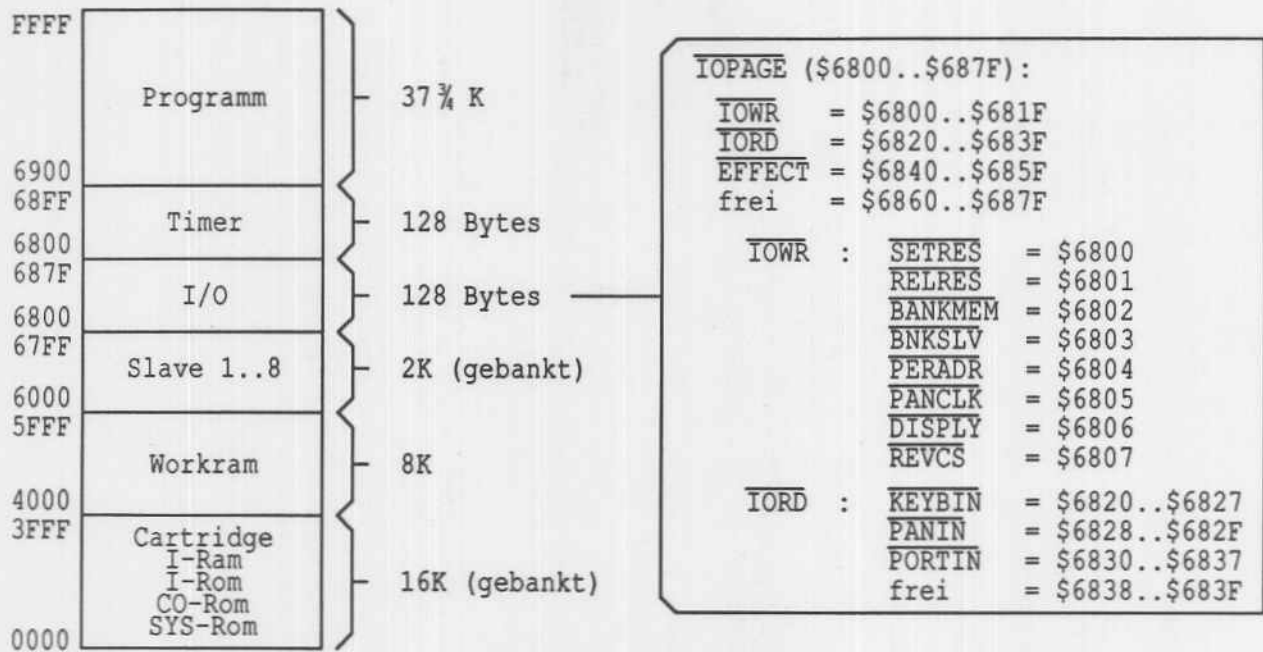 FFFF
Programm
37 ¾ K
6900
68FF
Timer
128 Bytes
6800
687F
I/O
128 Bytes
6800
67FF
Slave 1..8
2K (gebankt)
6000
5FFF
Workram
8K
4000
3FFF
Cartridge
I-Ram
I-Rom
CO-Rom
SYS-Rom
16K (gebankt)
0000
IOPAGE ($6800..$687F):
IOWR = $6800..$681F
IORD = $6820..$683F
EFFECT = $6840..$685F
frei = $6860..$687F
IOWR : SETRES = $6800
RELRES = $6801
BANKMEM = $6802
BNKSLV = $6803
PERADR = $6804
PANCLK = $6805
DISPLY = $6806
REVCS = $6807
IORD : KEYBIN = $6820..$6827
PANIN = $6828..$682F
PORTIN = $6830..$6837
frei = $6838..$683F